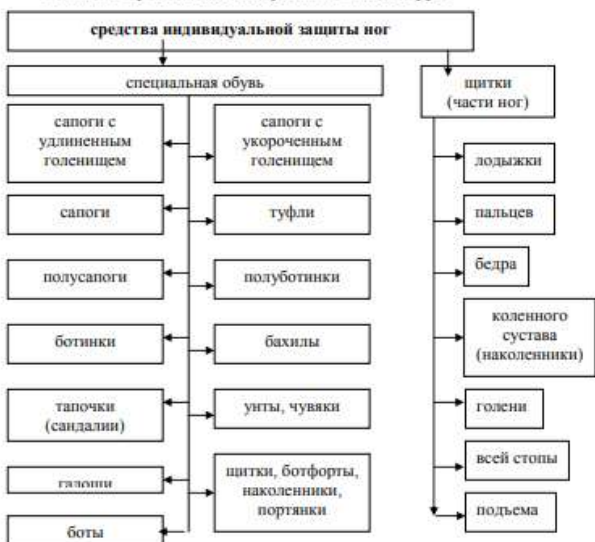 средства индивидуальной защиты ног
специальная обувь
щитки
(части ног)
сапоги с
удлиненным
голенищем
сапоги с
укороченным
голенищем
лодыжки
сапоги
туфли
пальцев
полусапоги
полуботинки
бедра
ботинки
бахилы
коленного
сустава
(наколенники)
тапочки
(сандалии)
унты, чувяки
голени
галоши
щитки, ботфорты,
наколенники,
портянки
всей стопы
боты
подъема